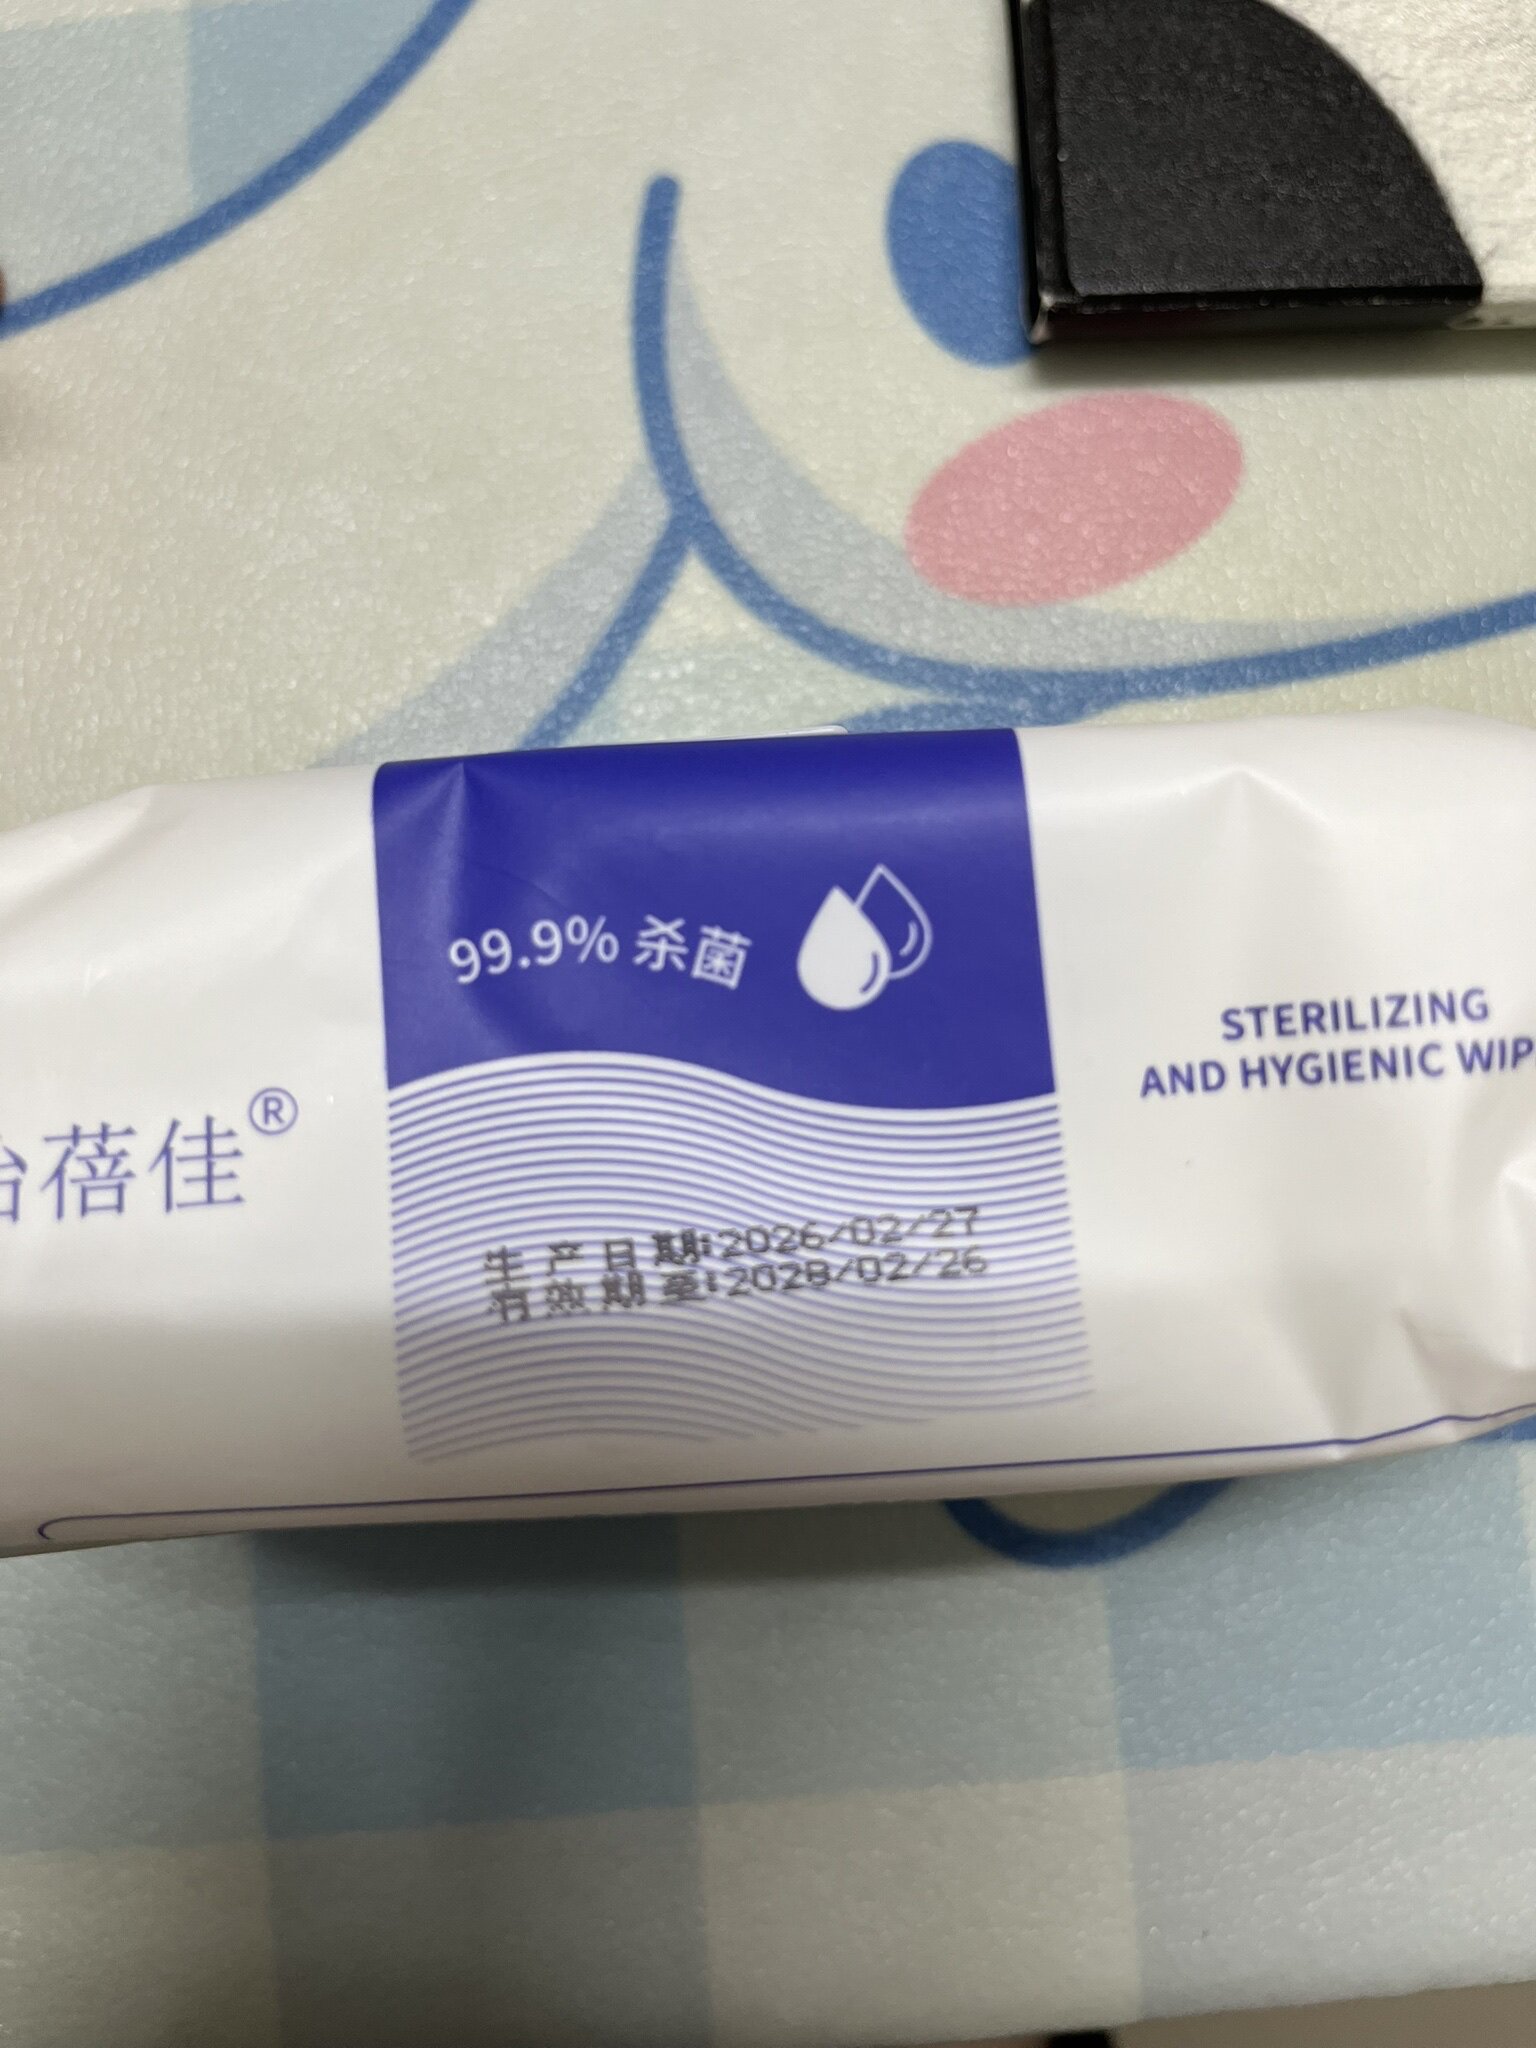 99.9% 杀菌
STERILIZING
AND HYGIENIC
蓓佳®
生产日期:2026/02/27
有效期至:2028/02/26